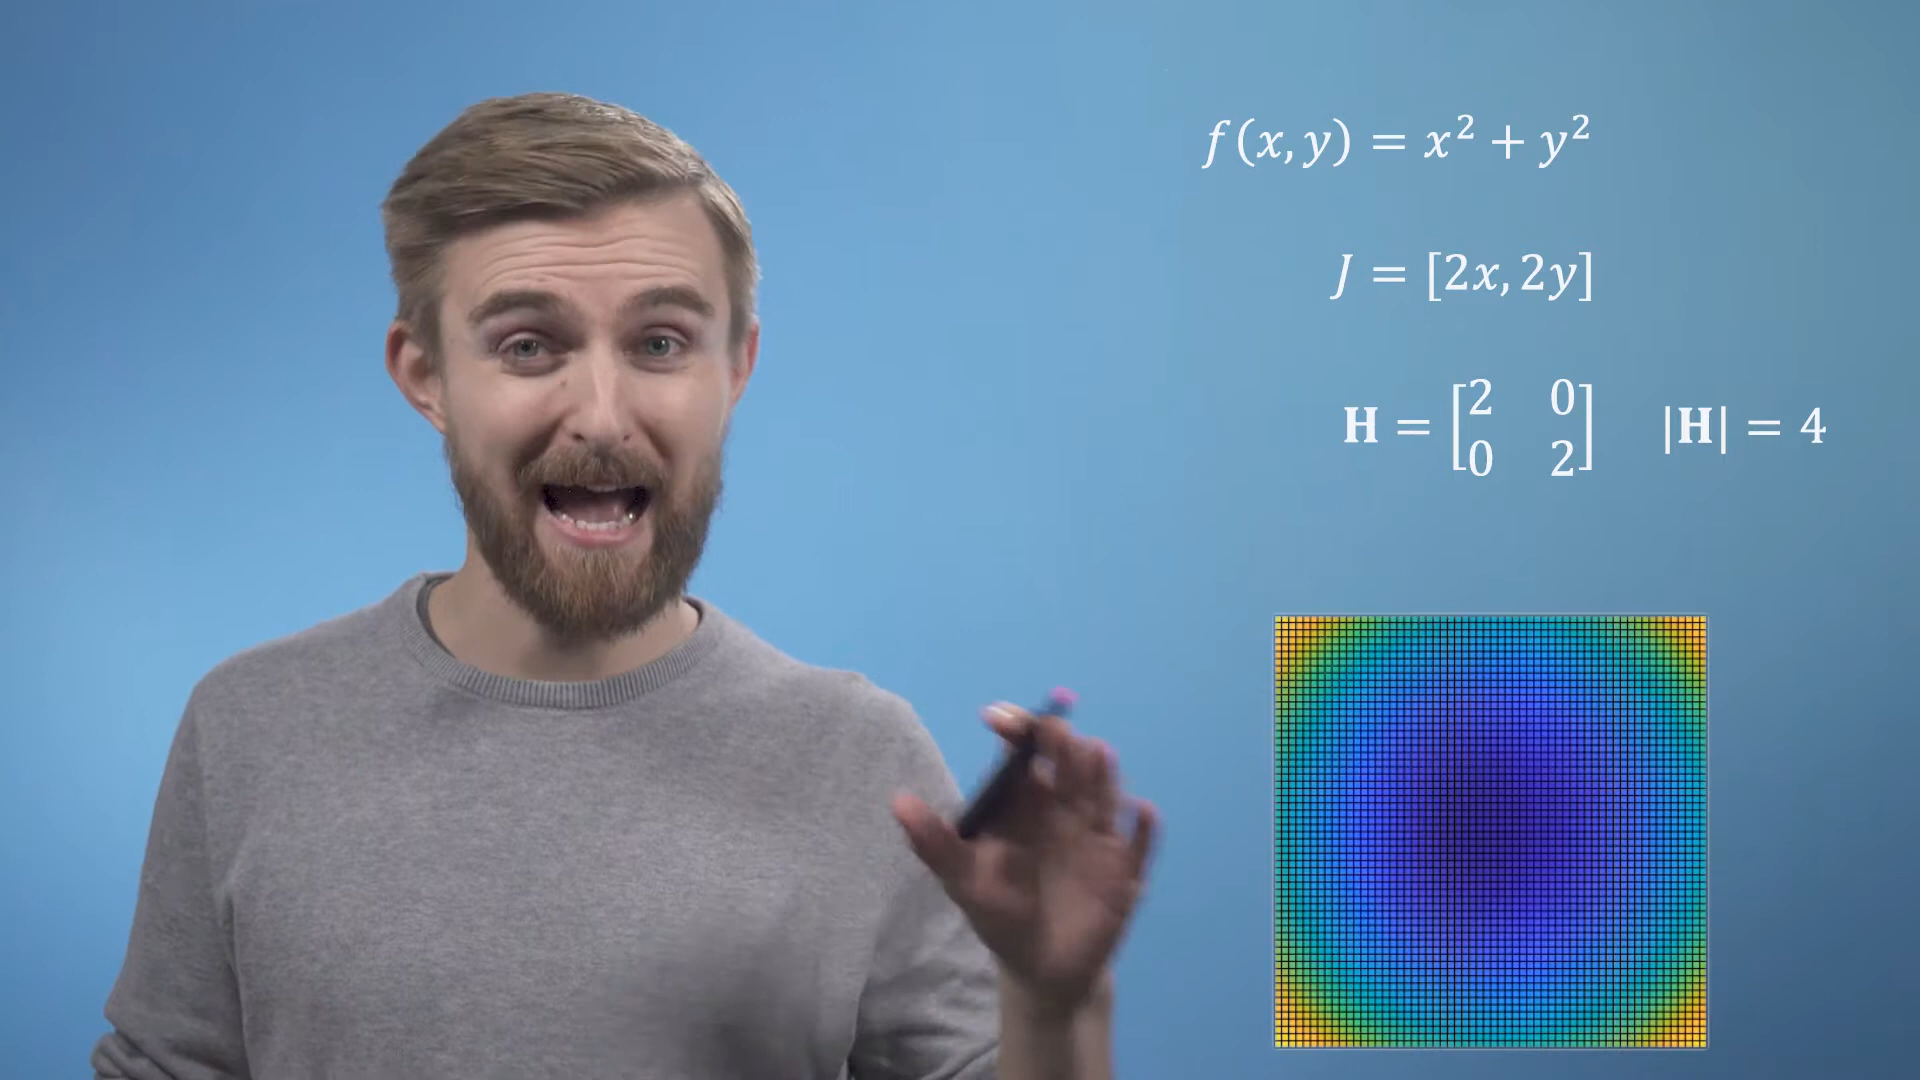 f(x, y) = x² + y²
J = [2x, 2y]
H = [2 0
0 2] |H| = 4